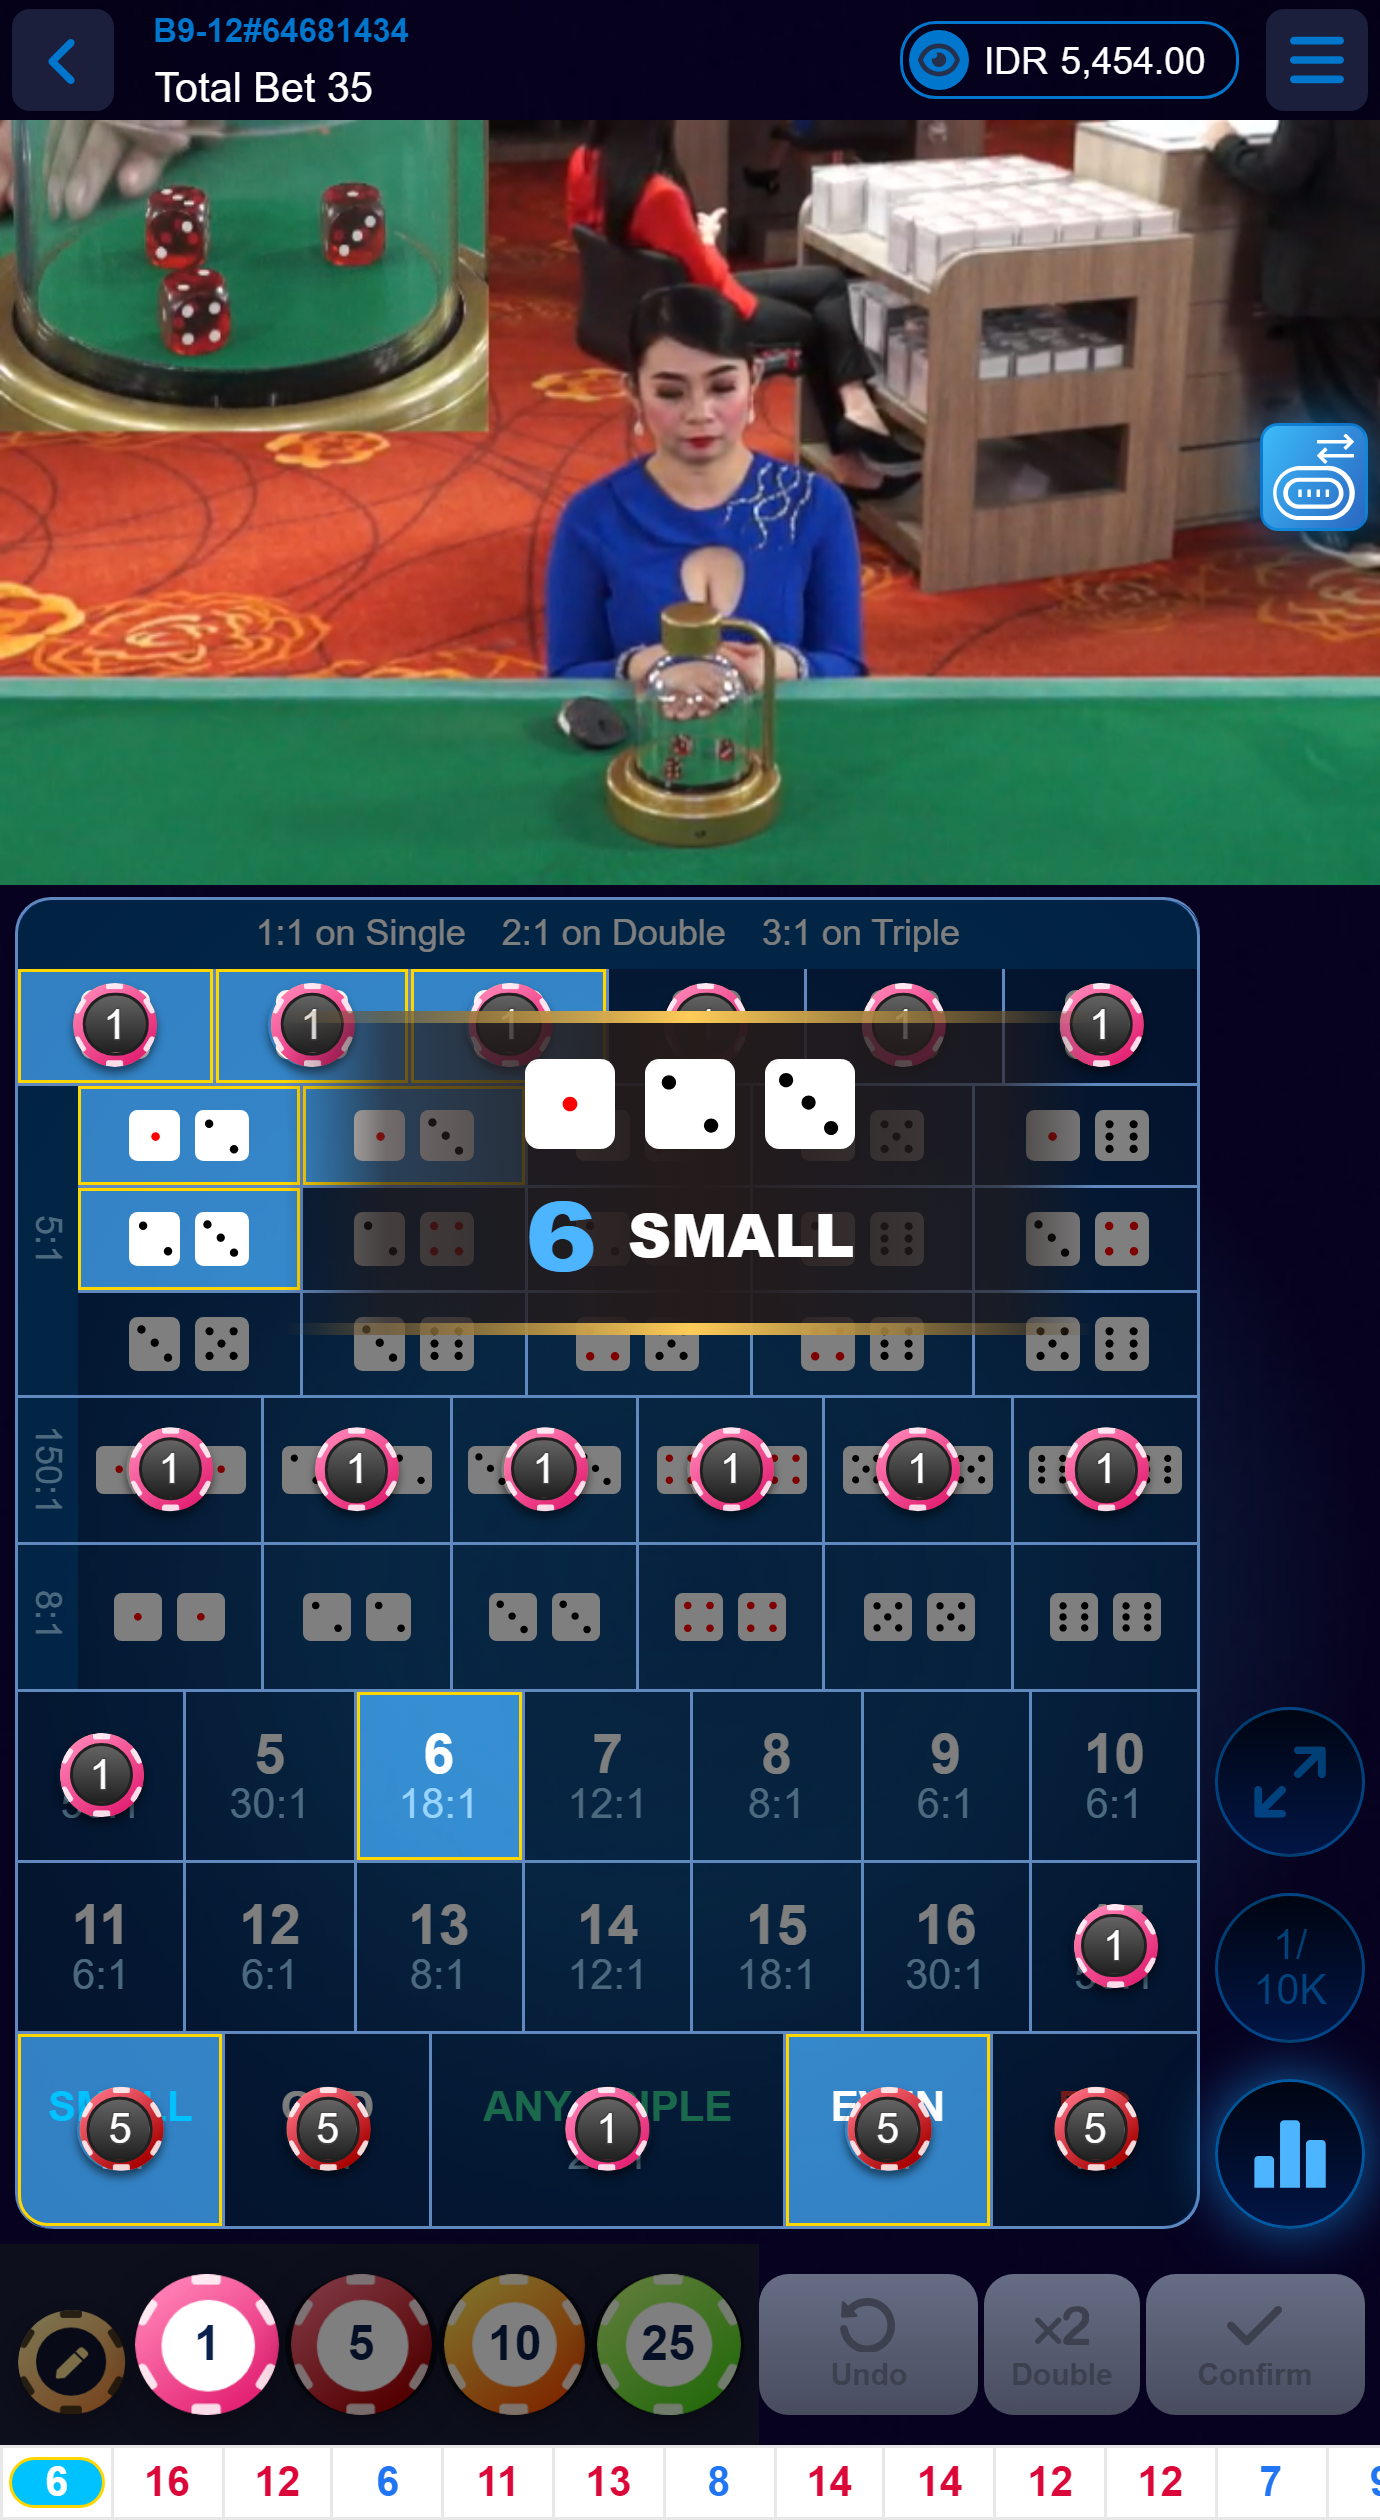 B9-12#64681434
Total Bet 35
IDR 5,454.00
1:1 on Single 2:1 on Double 3:1 on Triple
1 1 1 1 1 1
6 SMALL
5:1
150:1
1 1 1 1 1 1
8:1
1 5 6 7 8 9 10
30:1 18:1 12:1 8:1 6:1 6:1
11 12 13 14 15 16 1
6:1 6:1 8:1 12:1 18:1 30:1
1/
10K
5 5 ANY 1 5 5
1 5 10 25
Undo
x2
Double
Confirm
6 16 12 6 11 13 8 14 14 12 12 7